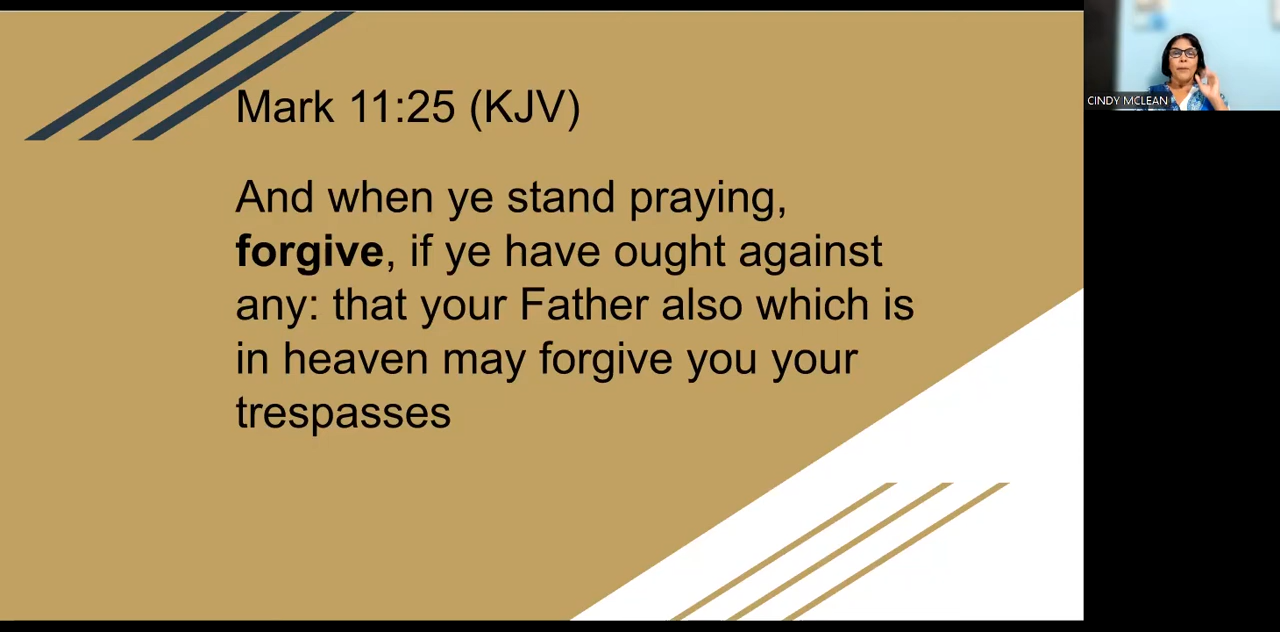 Mark 11:25 (KJV)
And when ye stand praying,
forgive, if ye have ought against
any: that your Father also which is
in heaven may forgive you your
trespasses
CINDY MCLEAN